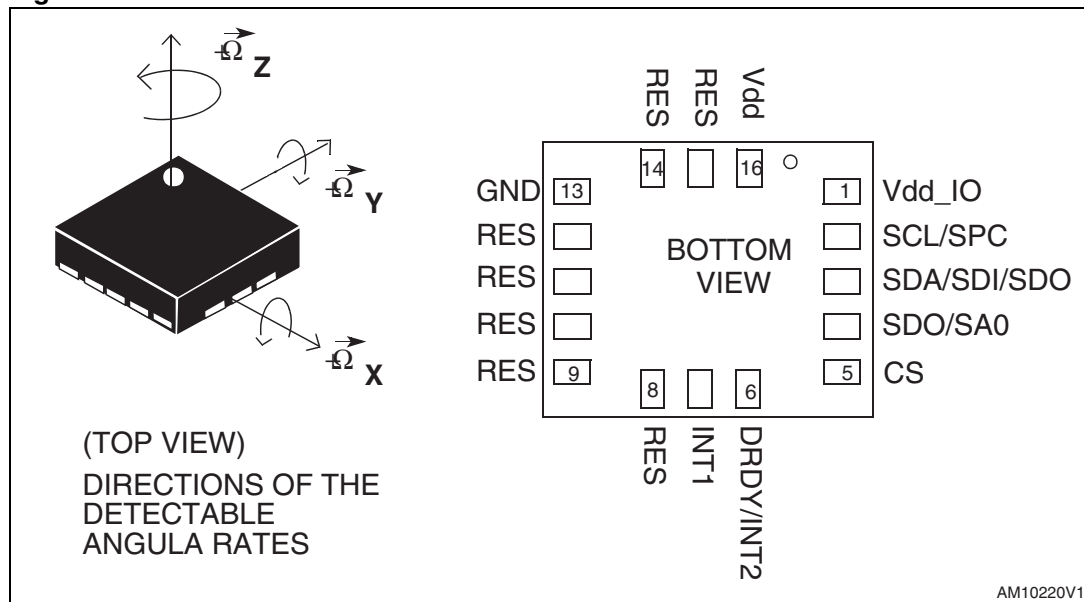 +Ω
Z
+Ω
Y
+Ω
X
(TOP VIEW)
DIRECTIONS OF THE
DETECTABLE
ANGULA RATES
RES
RES
Vdd
14
16
GND 13
1 Vdd_IO
RES
SCL/SPC
RES
SDA/SDI/SDO
RES
SDO/SA0
RES 9
5 CS
BOTTOM
VIEW
8
6
RES
INT1
DRDY/INT2
AM10220V1